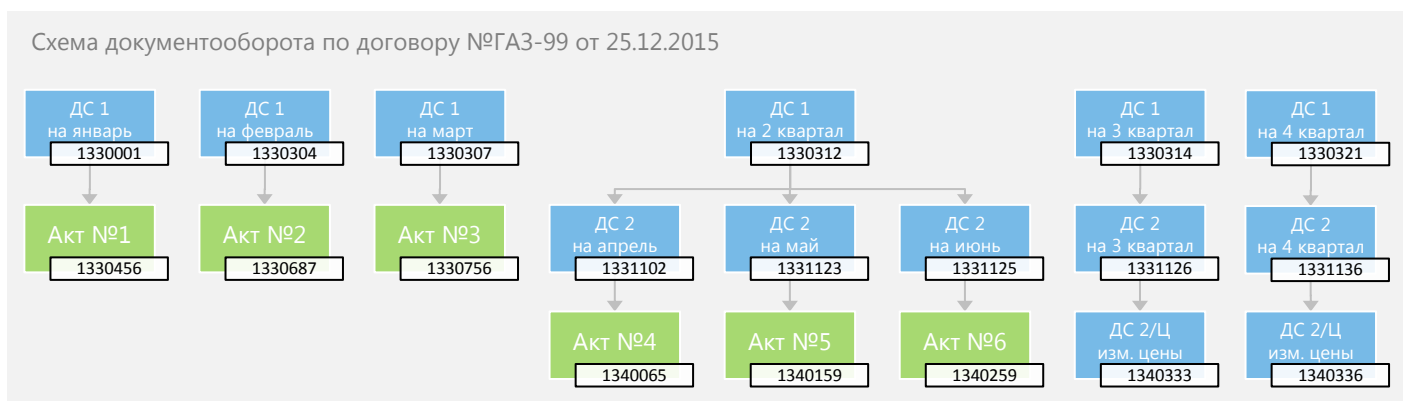 Схема документооборота по договору №ГАЗ-99 от 25.12.2015
ДС 1
на январь
1330001
ДС 1
на февраль
1330304
ДС 1
на март
1330307
ДС 1
на 2 квартал
1330312
ДС 1
на 3 квартал
1330314
ДС 1
на 4 квартал
1330321
Акт №1
1330456
Акт №2
1330687
Акт №3
1330756
ДС 2
на апрель
1331102
ДС 2
на май
1331123
ДС 2
на июнь
1331125
ДС 2
на 3 квартал
1331126
ДС 2
на 4 квартал
1331136
Акт №4
1340065
Акт №5
1340159
Акт №6
1340259
ДС 2/Ц
изм. цены
1340333
ДС 2/Ц
изм. цены
1340336